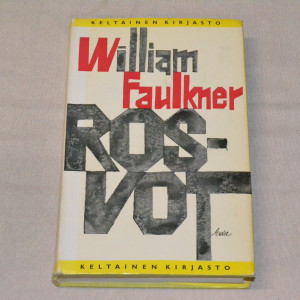 KELTAINEN KIRJASTO
William
Faulkner
ROS-
VOT
KELTAINEN KIRJASTO